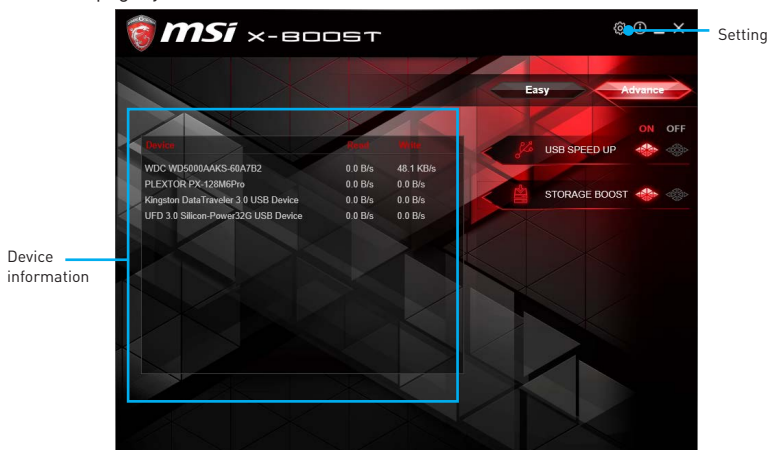 msi X-BOOST
Setting
Easy Advance
ON OFF
Device Read Write
USB SPEED UP
WDC WD5000AAKS-60A7B2 0.0 B/s 48.1 KB/s
PLEXTOR PX-128M6Pro 0.0 B/s 0.0 B/s
STORAGE BOOST
Kingston DataTraveler 3.0 USB Device 0.0 B/s 0.0 B/s
UFD 3.0 Silicon-Power32G USB Device 0.0 B/s 0.0 B/s
Device
information